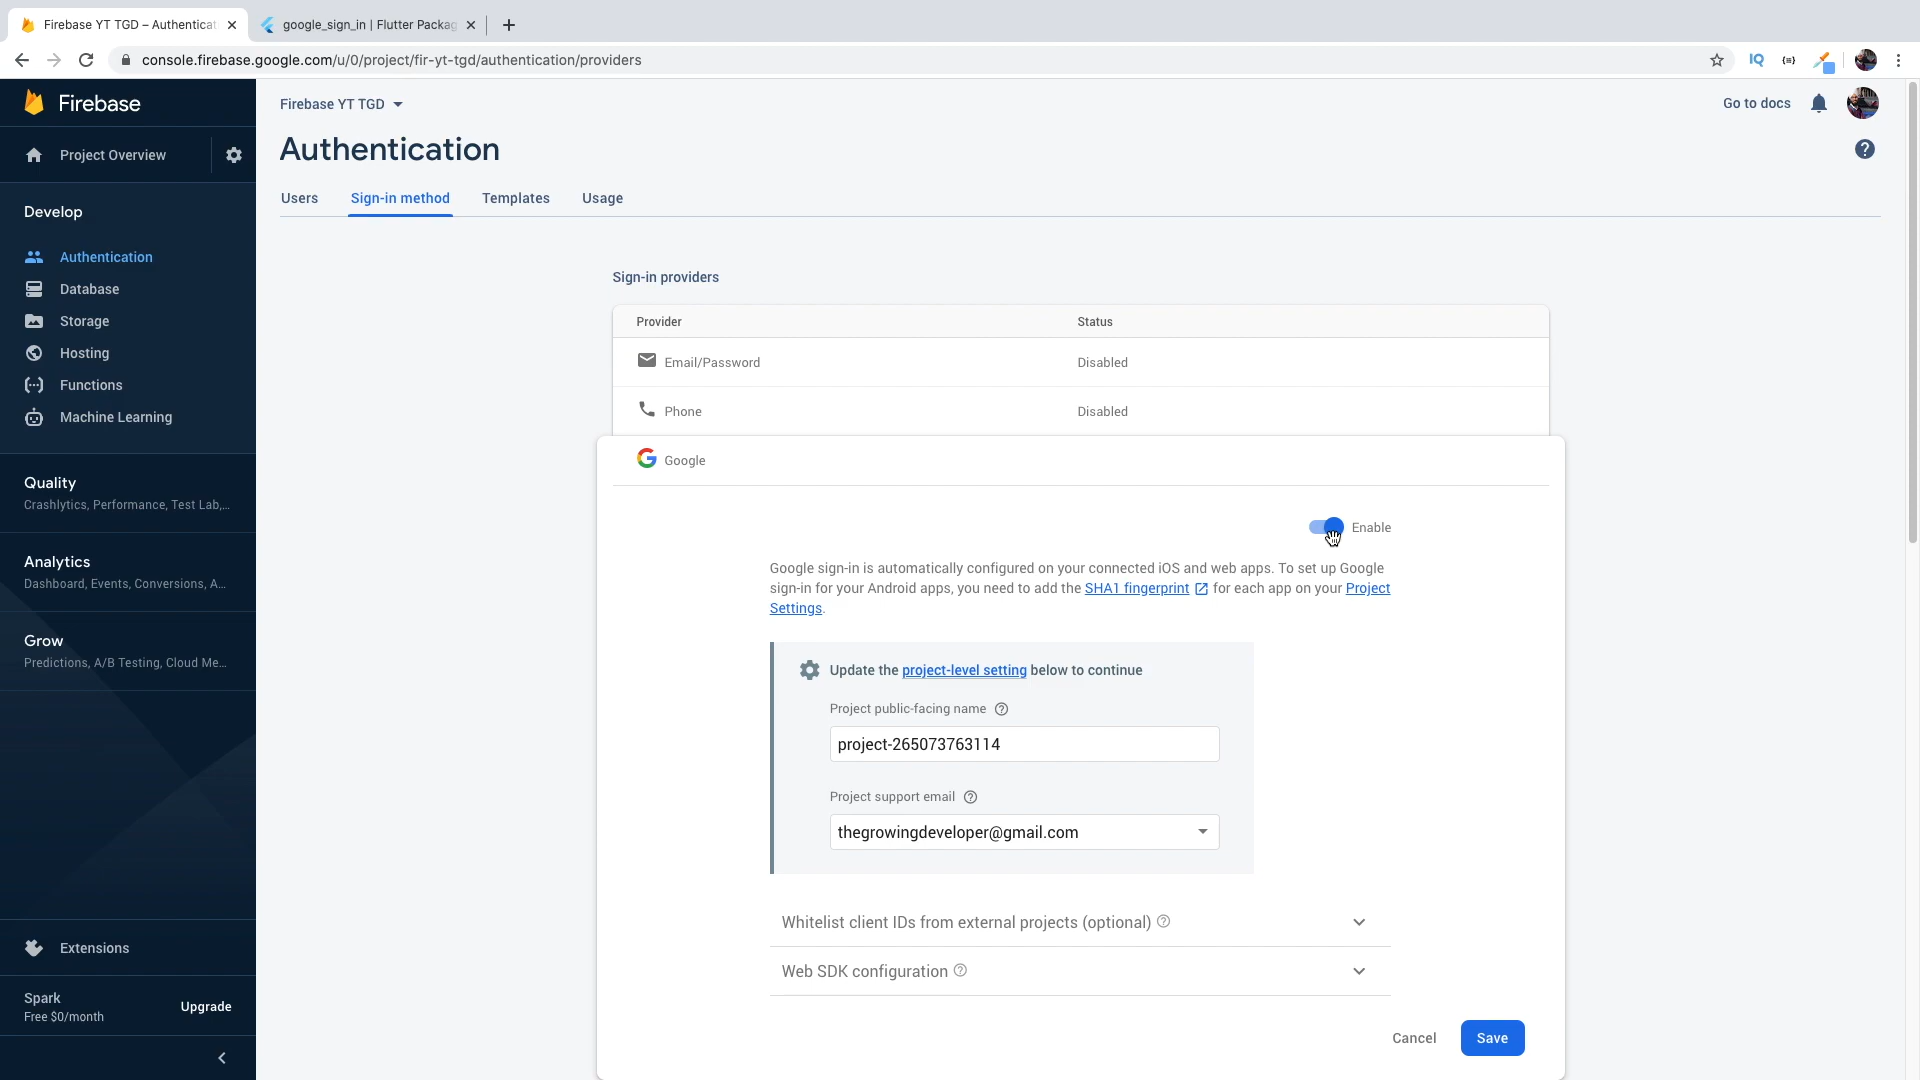 Firebase YT TGD – Authenticat
google_sign_in | Flutter Packag
console.firebase.google.com/u/0/project/fir-yt-tgd/authentication/providers
IQ
Firebase
Project Overview
Develop
Authentication
Database
Storage
Hosting
Functions
Machine Learning
Quality
Crashlytics, Performance, Test Lab,...
Analytics
Dashboard, Events, Conversions, A...
Grow
Predictions, A/B Testing, Cloud Me...
Extensions
Spark
Free $0/month
Upgrade
Firebase YT TGD
Go to docs
Authentication
Users
Sign-in method
Templates
Usage
Sign-in providers
Provider
Status
Email/Password
Disabled
Phone
Disabled
Google
Enable
Google sign-in is automatically configured on your connected iOS and web apps. To set up Google
sign-in for your Android apps, you need to add the SHA1 fingerprint for each app on your Project
Settings.
Update the project-level setting below to continue
Project public-facing name
project-265073763114
Project support email
thegrowingdeveloper@gmail.com
Whitelist client IDs from external projects (optional)
Web SDK configuration
Cancel
Save